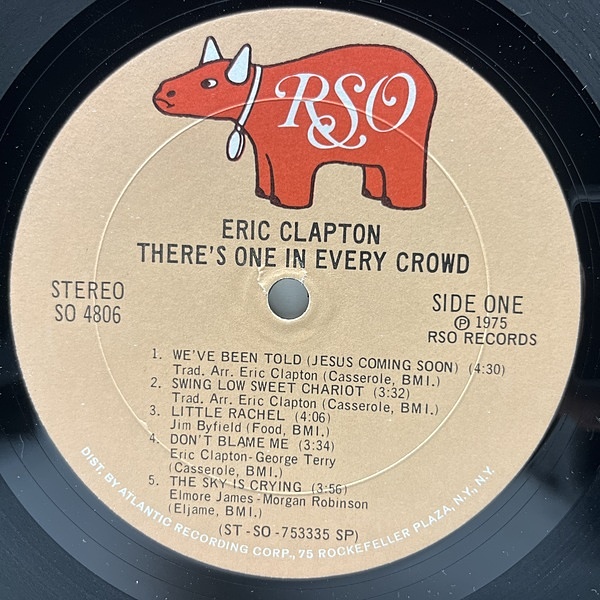 RSO
ERIC CLAPTON
THERE'S ONE IN EVERY CROWD
STEREO
SO 4806
SIDE ONE
℗ 1975
RSO RECORDS
1. WE'VE BEEN TOLD (JESUS COMING SOON) (4:30)
Trad. Arr. Eric Clapton (Casserole, BMI.)
2. SWING LOW SWEET CHARIOT (3:32)
Trad. Arr. Eric Clapton (Casserole, BMI.)
3. LITTLE RACHEL (4:06)
Jim Byfield (Food, BMI.)
4. DON'T BLAME ME (3:34)
Eric Clapton-George Terry
(Casserole, BMI.)
5. THE SKY IS CRYING (3:56)
Elmore James-Morgan Robinson
(Eljame, BMI.)
(ST-SO-753335 SP)
DIST. BY ATLANTIC RECORDING CORP., 75 ROCKEFELLER PLAZA, N.Y., N.Y.